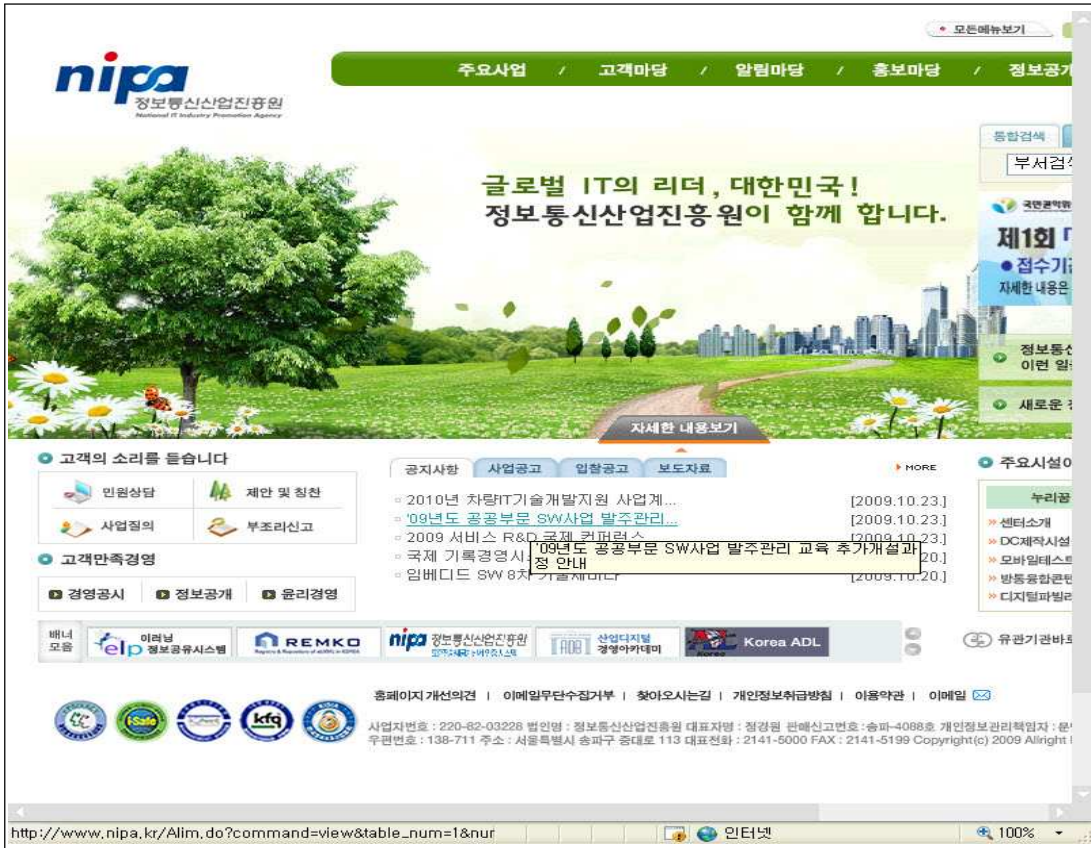 모든메뉴보기
nipa
정보통신산업진흥원
National IT Industry Promotion Agency
주요사업 / 고객마당 / 알림마당 / 홍보마당 / 정보공개
통합검색
부서검색
글로벌 IT의 리더, 대한민국!
정보통신산업진흥원이 함께 합니다.
국민권익위
제1회
●접수기간
자세한 내용은
정보통신
이런 일
새로운
자세한 내용보기
고객의 소리를 듣습니다
민원상담 제안 및 칭찬
사업질의 부조리신고
고객만족경영
경영공시 정보공개 윤리경영
공지사항 사업공고 입찰공고 보도자료 MORE
2010년 차량IT기술개발지원 사업계... [2009.10.23.]
'09년도 공공부문 SW사업 발주관리... [2009.10.23.]
2009 서비스 R&D 국제 컨퍼런스 [2009.10.23.]
국제 기록경영시 20.]
'09년도 공공부문 SW사업 발주관리 교육 추가개설과
정 안내
임베디드 SW 8차 기술세미나 [2009.10.20.]
주요시설이
누리꿈
센터소개
DC제작시설
모바일테스트
방통융합콘텐
디지털파빌리
배너
모음
elp 이러닝
정보공유시스템
REMKO
nipa 정보통신산업진흥원
산업디지털
경영아카데미
Korea ADL
유관기관바로
홈페이지 개선의견 | 이메일무단수집거부 | 찾아오시는길 | 개인정보취급방침 | 이용약관 | 이메일
i-Safe
kfq
사업자번호 : 220-82-03228 법인명 : 정보통신산업진흥원 대표자명 : 정경원 판매신고번호 : 송파-4088호 개인정보관리책임자 : 문
우편번호 : 138-711 주소 : 서울특별시 송파구 중대로 113 대표전화 : 2141-5000 FAX : 2141-5199 Copyright(c) 2009 Allright
http://www.nipa.kr/Alim.do?command=view&table_num=1&nur
인터넷
100%